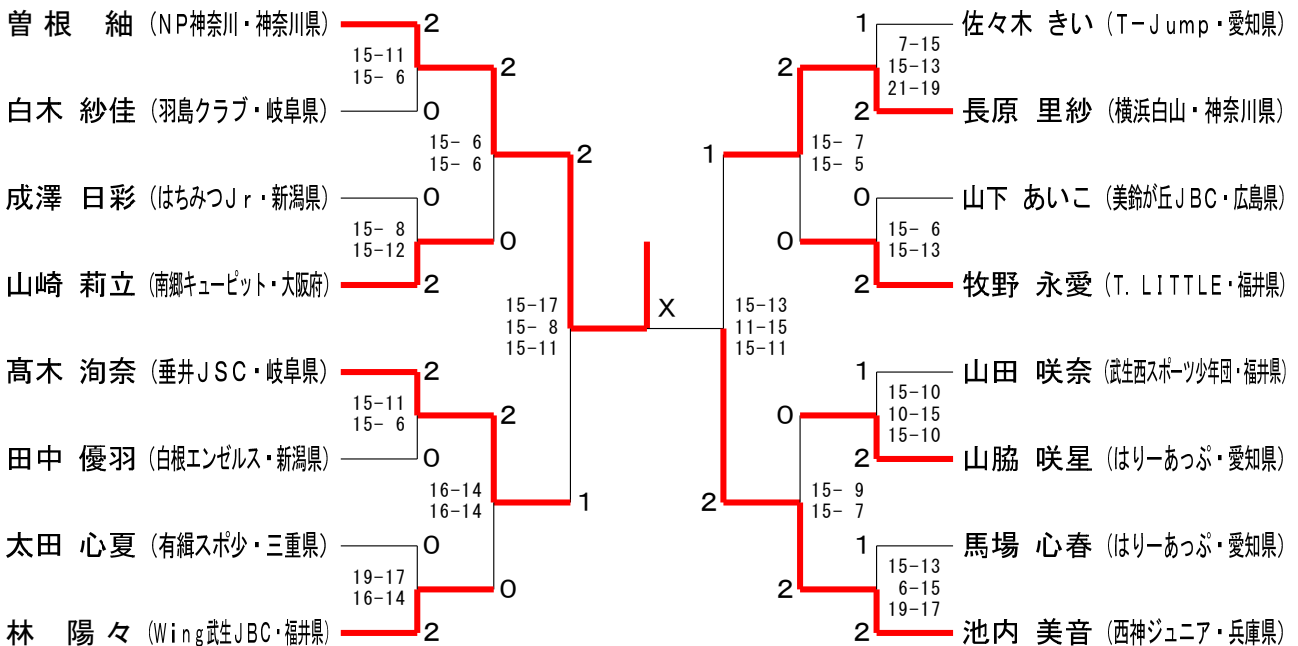 曽根 紬 (NP神奈川・神奈川県) 2
15-11
15- 6
2
白木 紗佳 (羽島クラブ・岐阜県) 0
15- 6
15- 6
2
成澤 日彩 (はちみつJr・新潟県) 0
15- 8
15-12
0
山崎 莉立 (南郷キューピット・大阪府) 2
15-17
15- 8
15-11
髙木 洵奈 (垂井JSC・岐阜県) 2
15-11
15- 6
2
田中 優羽 (白根エンゼルス・新潟県) 0
16-14
16-14
1
太田 心夏 (有緝スポ少・三重県) 0
19-17
16-14
0
林 陽々 (Wing武生JBC・福井県) 2
X
1 佐々木 きい (T-Jump・愛知県)
7-15
15-13
21-19
2
2 長原 里紗 (横浜白山・神奈川県)
15- 7
15- 5
1
0 山下 あいこ (美鈴が丘JBC・広島県)
15- 6
15-13
0
2 牧野 永愛 (T.LITTLE・福井県)
15-13
11-15
15-11
1 山田 咲奈 (武生西スポーツ少年団・福井県)
15-10
10-15
15-10
0
2 山脇 咲星 (はりーあっぷ・愛知県)
15- 9
15- 7
2
1 馬場 心春 (はりーあっぷ・愛知県)
15-13
6-15
19-17
2
2 池内 美音 (西神ジュニア・兵庫県)